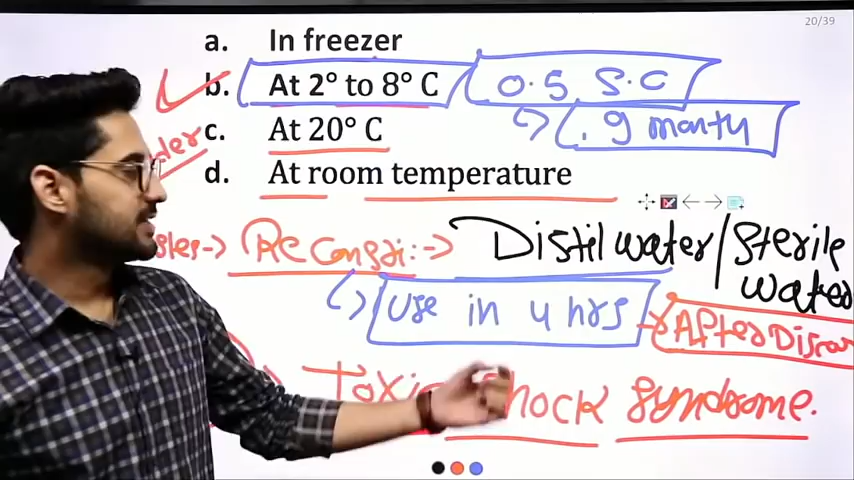 20/39
a. In freezer
b. At 2° to 8° C 0.5 S.C
c. At 20° C . 9 month
d. At room temperature
Distil water/Sterile
water
use in 4 hrs
After
shock syndrome.